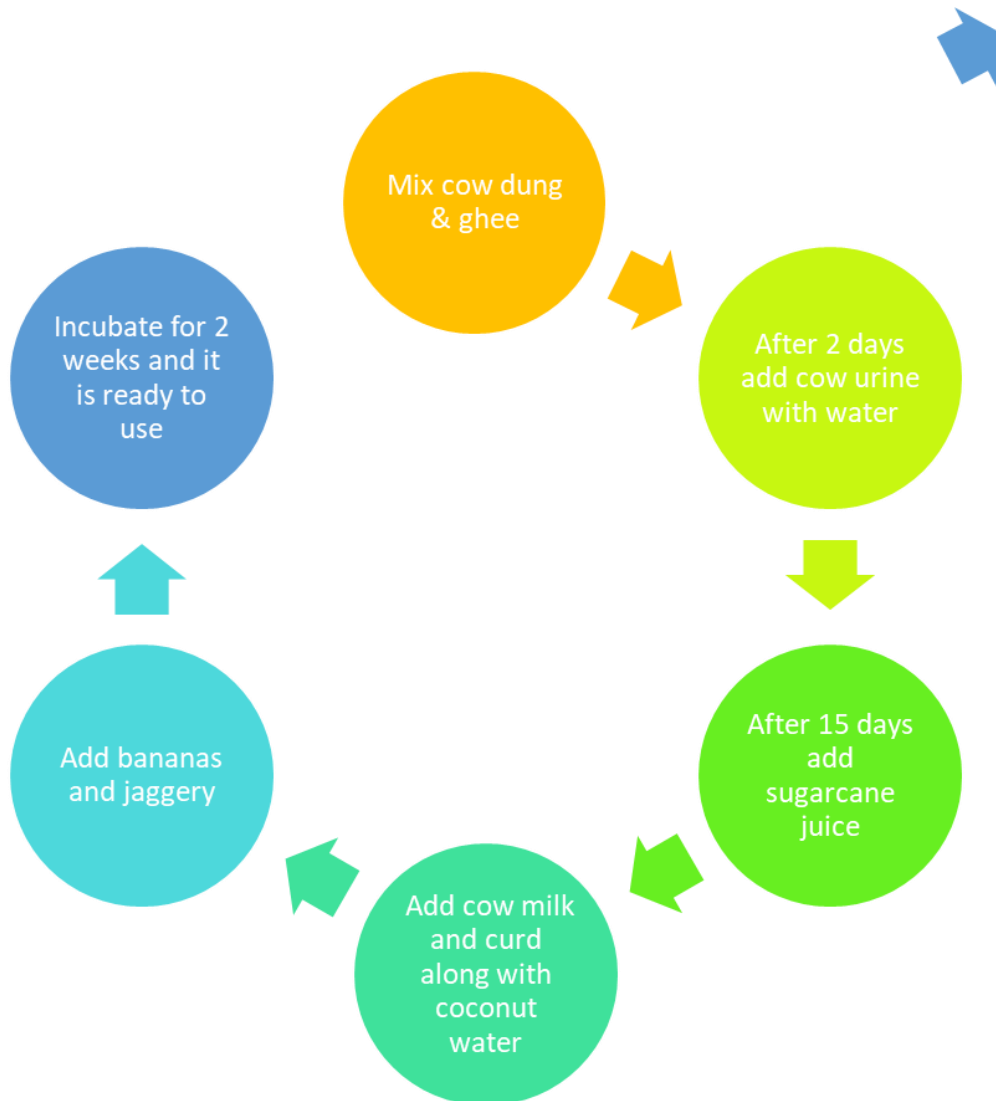 Mix cow dung
& ghee
After 2 days
add cow urine
with water
After 15 days
add
sugarcane
juice
Add cow milk
and curd
along with
coconut
water
Add bananas
and jaggery
Incubate for 2
weeks and it
is ready to
use